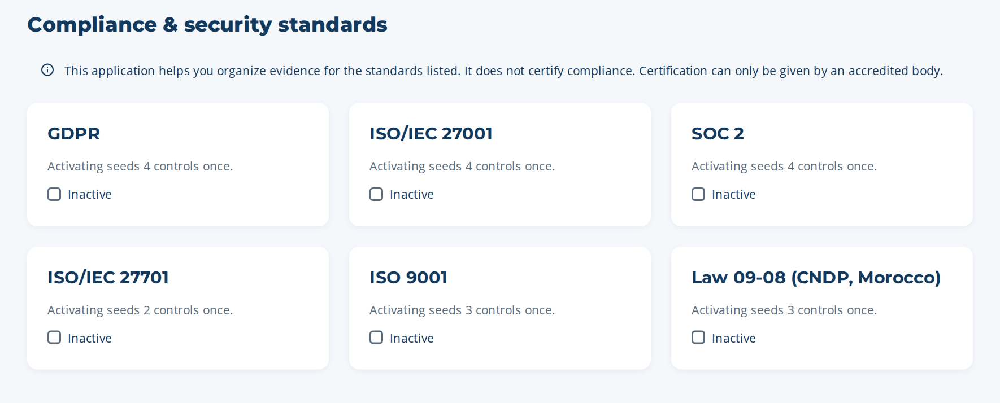 Compliance & security standards
This application helps you organize evidence for the standards listed. It does not certify compliance. Certification can only be given by an accredited body.
GDPR
Activating seeds 4 controls once.
Inactive
ISO/IEC 27001
Activating seeds 4 controls once.
Inactive
SOC 2
Activating seeds 4 controls once.
Inactive
ISO/IEC 27701
Activating seeds 2 controls once.
Inactive
ISO 9001
Activating seeds 3 controls once.
Inactive
Law 09-08 (CNDP, Morocco)
Activating seeds 3 controls once.
Inactive